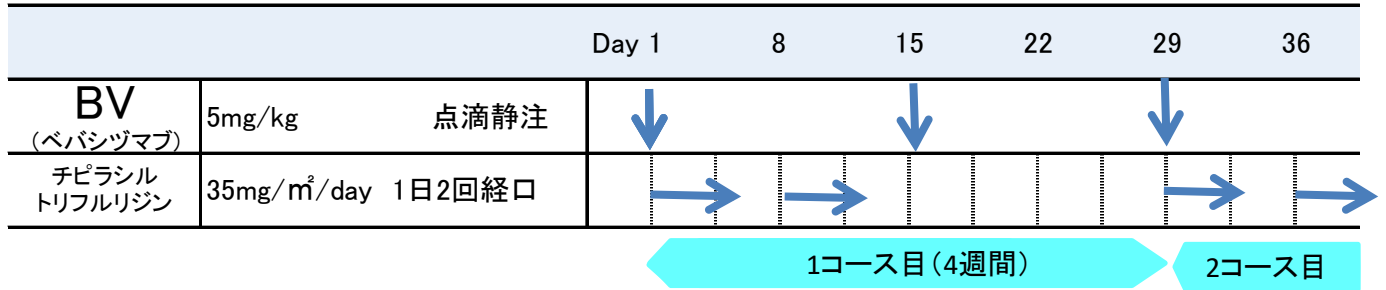 Day 1 8 15 22 29 36
BV
(ベバシヅマブ)
5mg/kg 点滴静注
チピラシル
トリフルリジン
35mg/㎡/day 1日2回経口
1コース目(4週間)
2コース目